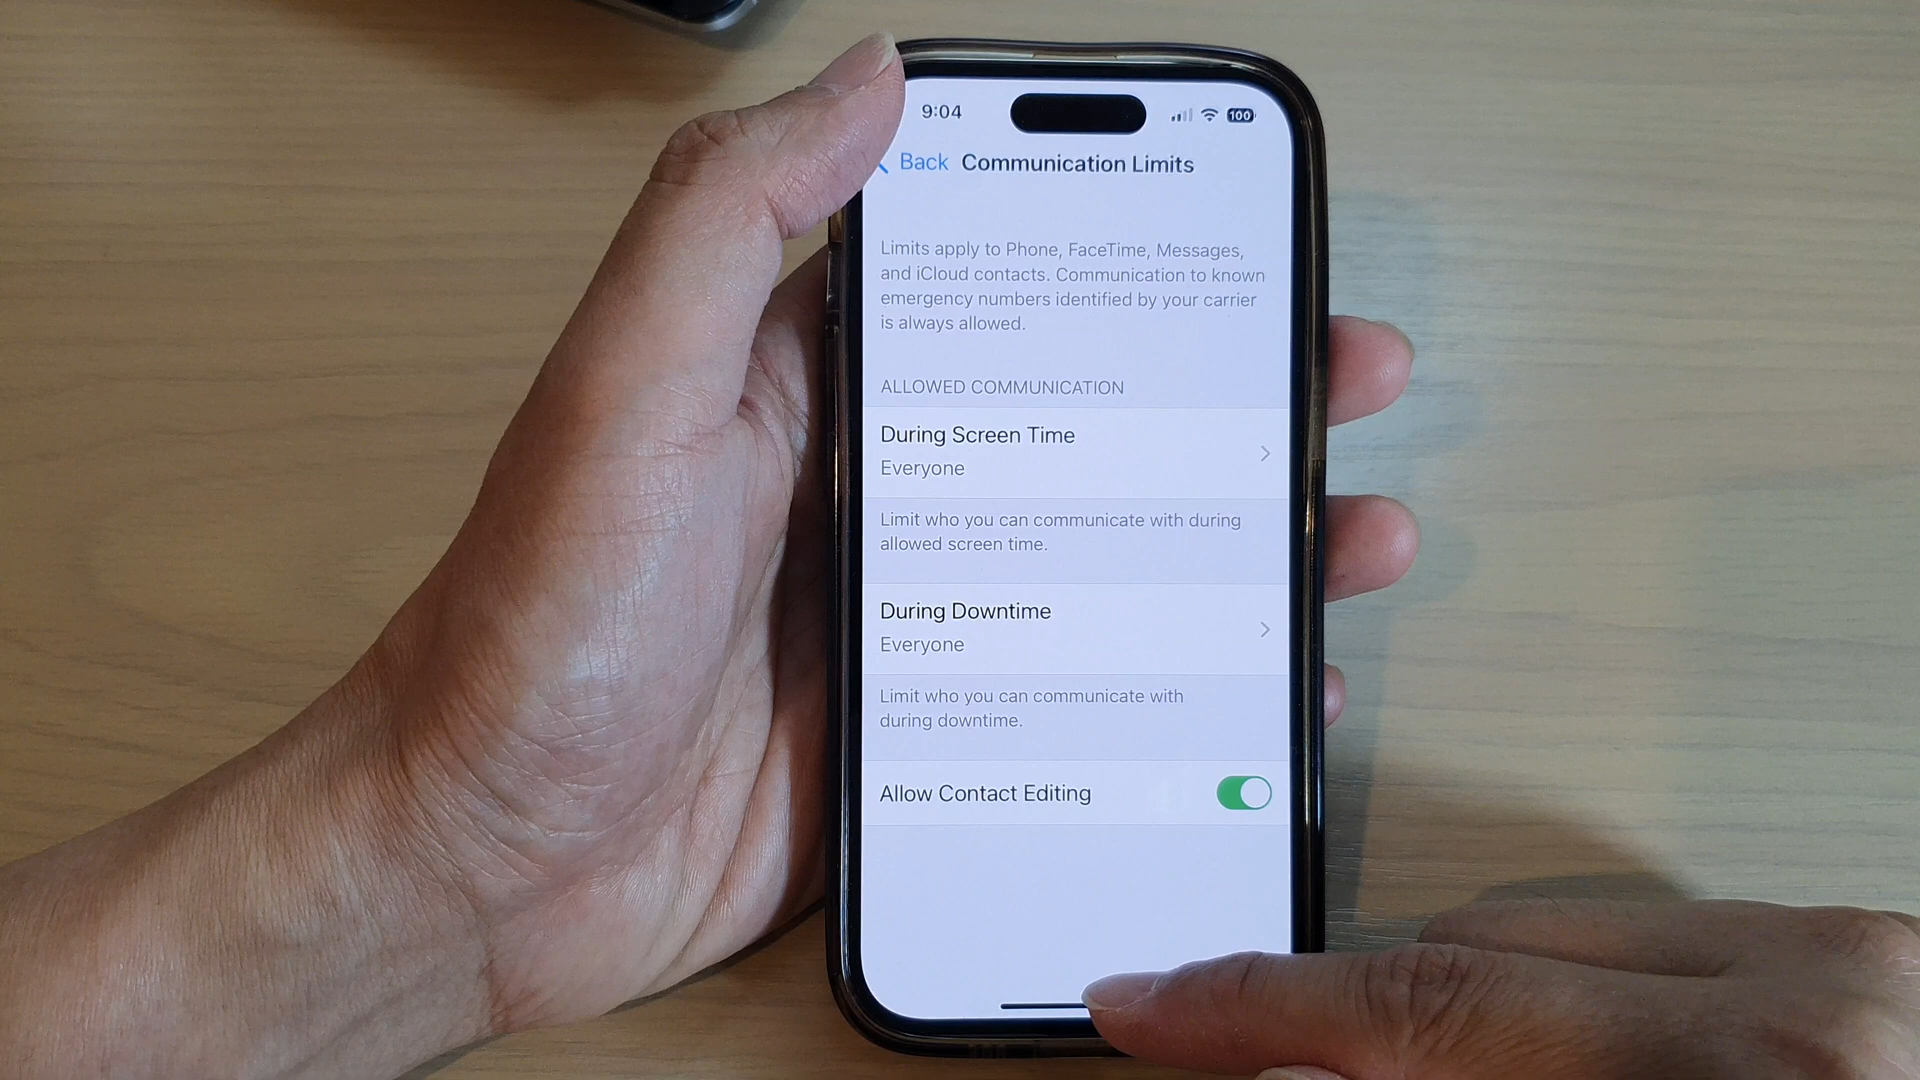 9:04
100
Back Communication Limits
Limits apply to Phone, FaceTime, Messages,
and iCloud contacts. Communication to known
emergency numbers identified by your carrier
is always allowed.
ALLOWED COMMUNICATION
During Screen Time
Everyone
Limit who you can communicate with during
allowed screen time.
During Downtime
Everyone
Limit who you can communicate with
during downtime.
Allow Contact Editing